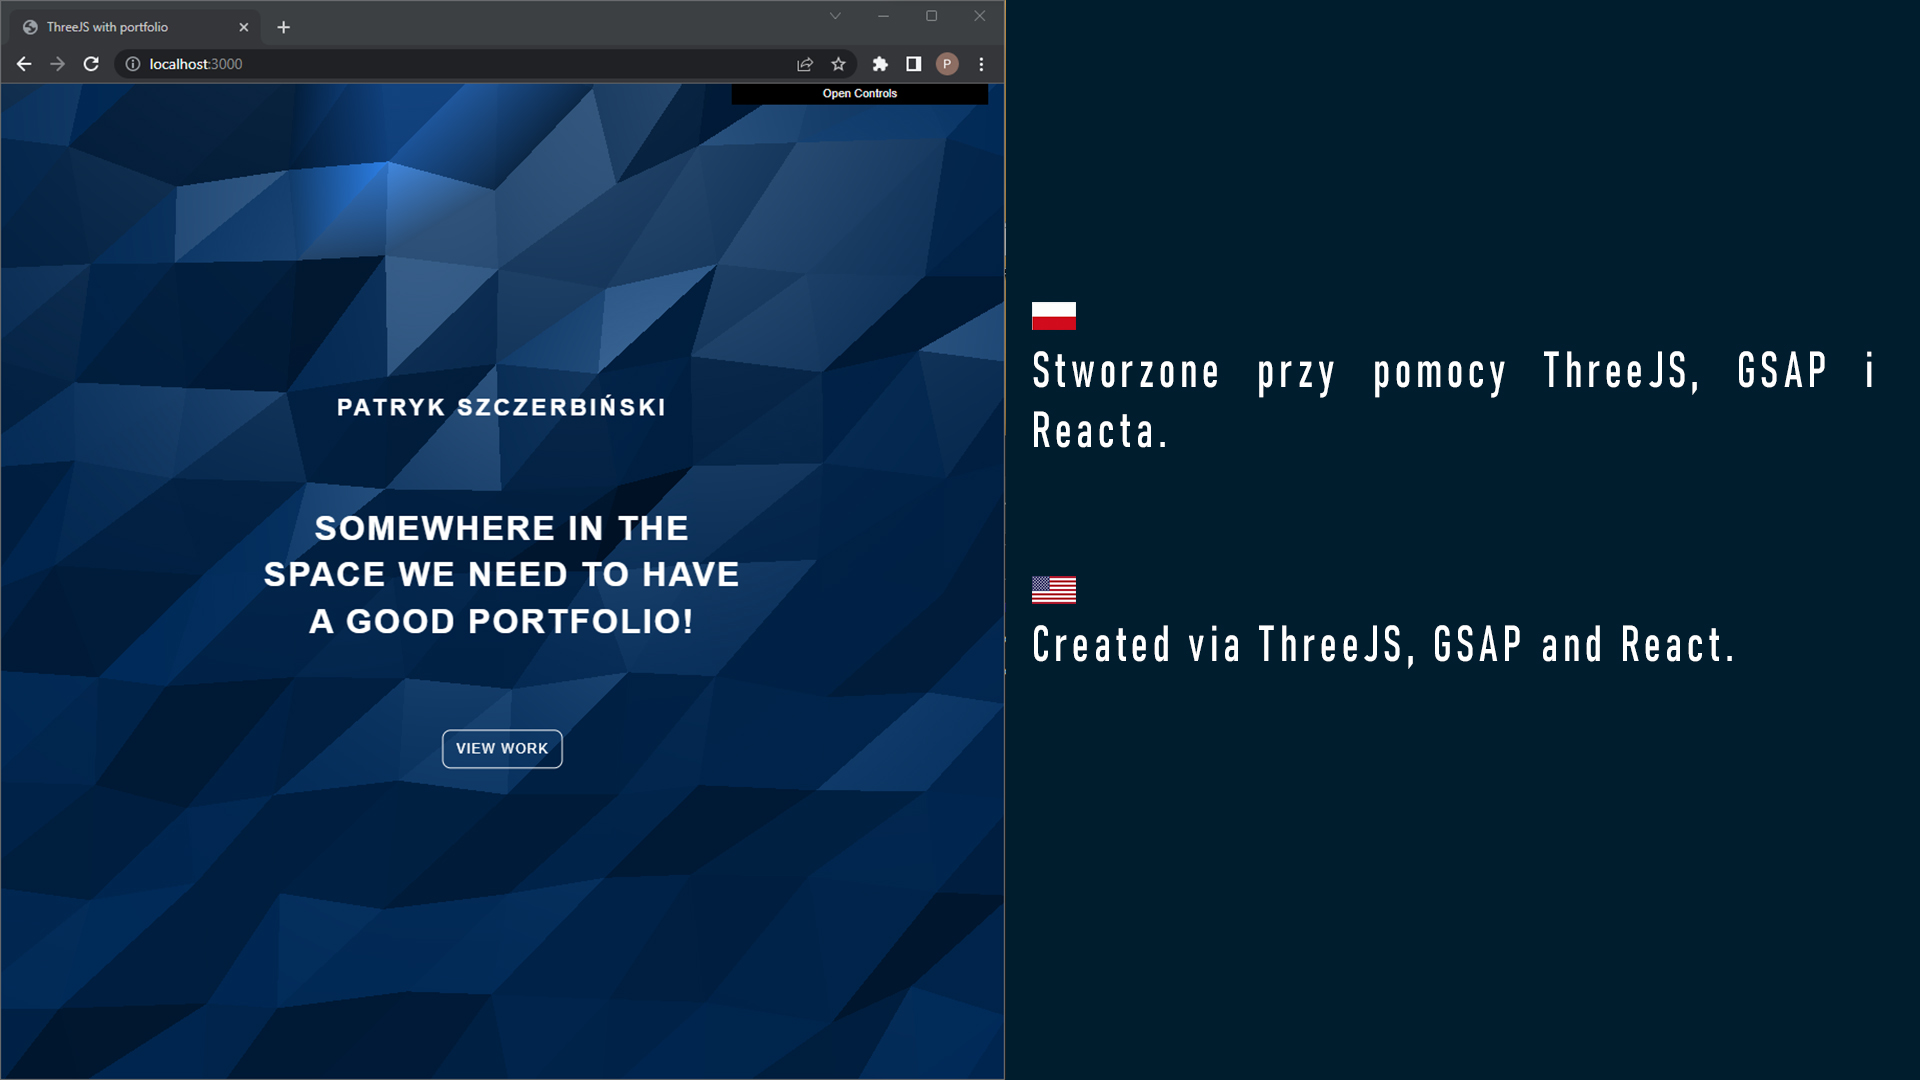 ThreeJS with portfolio
localhost:3000
P
Open Controls
PATRYK SZCZERBIŃSKI
SOMEWHERE IN THE
SPACE WE NEED TO HAVE
A GOOD PORTFOLIO!
VIEW WORK
Stworzone przy pomocy ThreeJS, GSAP i
Reacta.
Created via ThreeJS, GSAP and React.